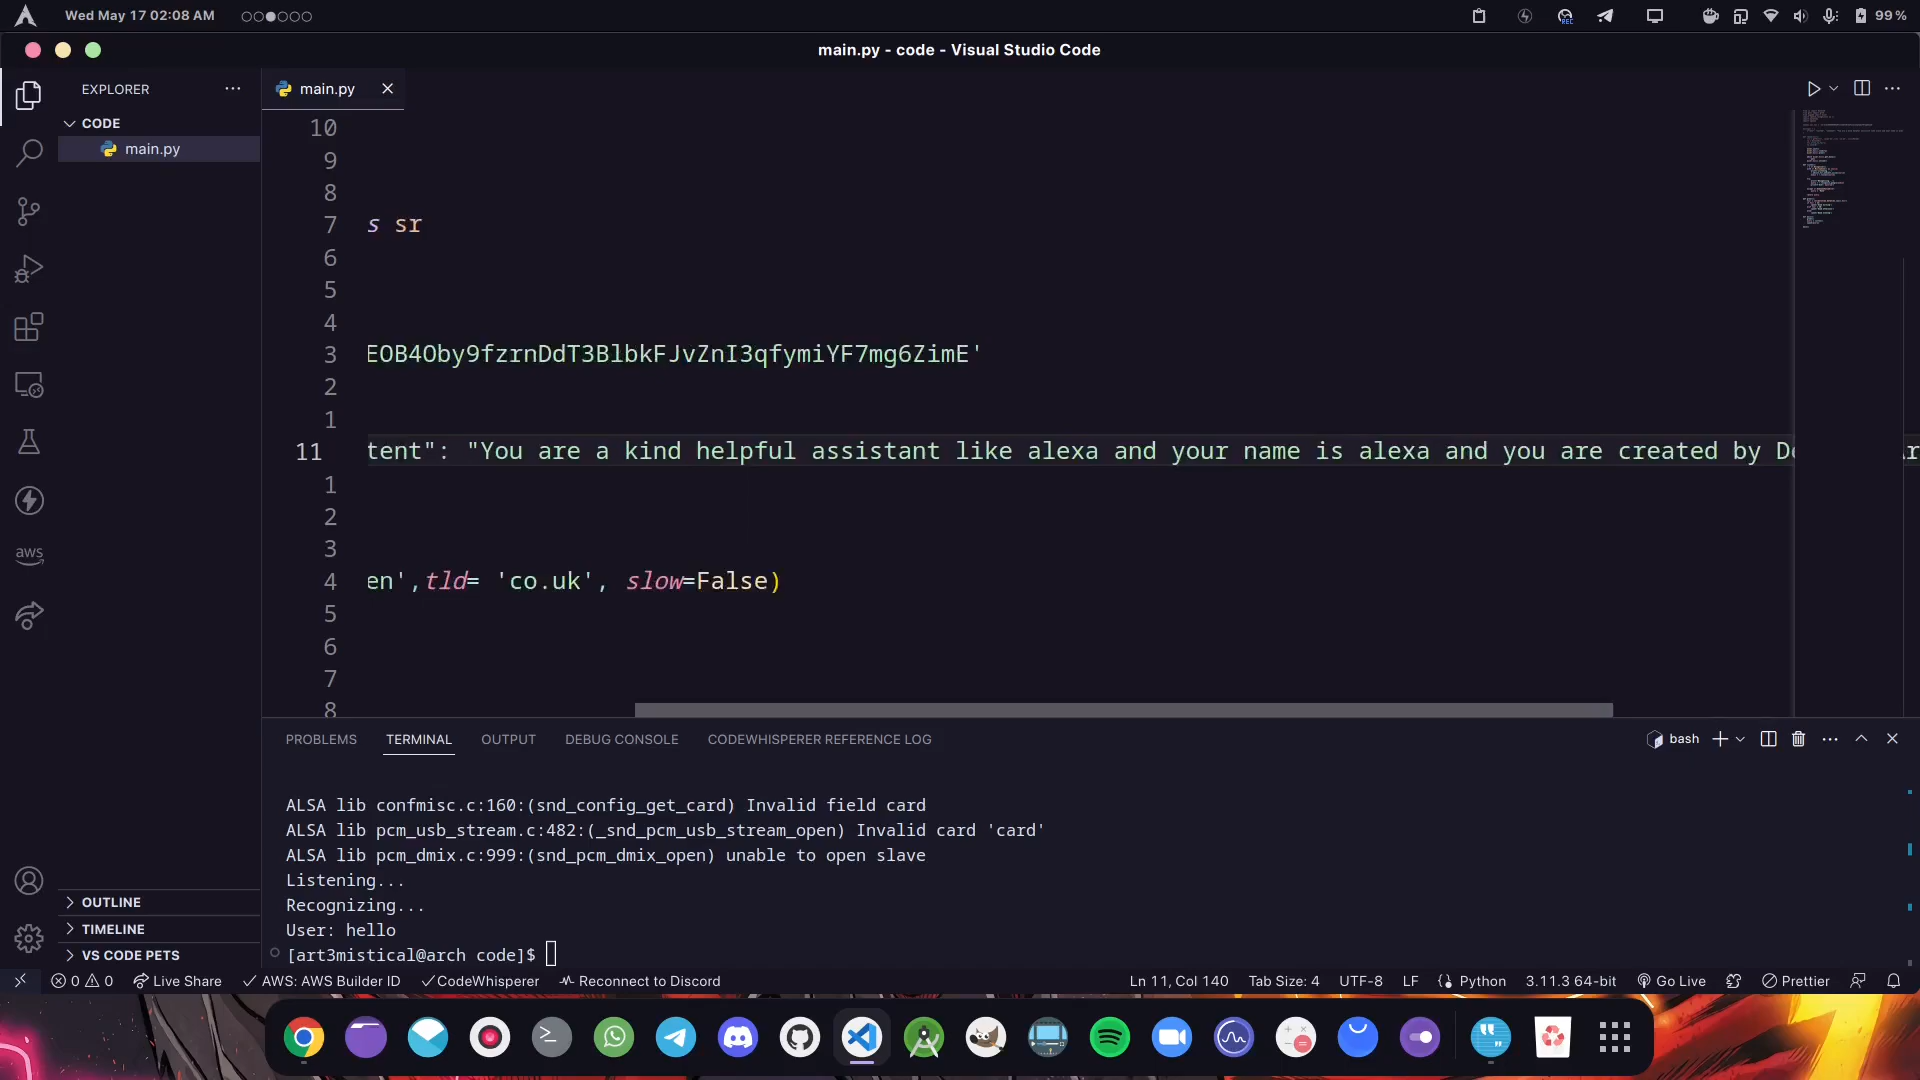 Wed May 17 02:08 AM
REC
99%
main.py - code - Visual Studio Code
EXPLORER
main.py
CODE
main.py
10
9
8
7 s sr
6
5
4
3 EOB4Oby9fzrnDdT3BlbkFJvZnI3qfymiYF7mg6ZimE'
2
1
11 tent": "You are a kind helpful assistant like alexa and your name is alexa and you are created by De
1
2
3
4 en',tld= 'co.uk', slow=False)
5
6
7
8
PROBLEMS TERMINAL OUTPUT DEBUG CONSOLE CODEWHISPERER REFERENCE LOG
bash
ALSA lib confmisc.c:160:(snd_config_get_card) Invalid field card
ALSA lib pcm_usb_stream.c:482:(_snd_pcm_usb_stream_open) Invalid card 'card'
ALSA lib pcm_dmix.c:999:(snd_pcm_dmix_open) unable to open slave
Listening...
Recognizing...
User: hello
[art3mistical@arch code]$
aws
OUTLINE
TIMELINE
VS CODE PETS
0 0 Live Share AWS: AWS Builder ID CodeWhisperer Reconnect to Discord Ln 11, Col 140 Tab Size: 4 UTF-8 LF Python 3.11.3 64-bit Go Live Prettier